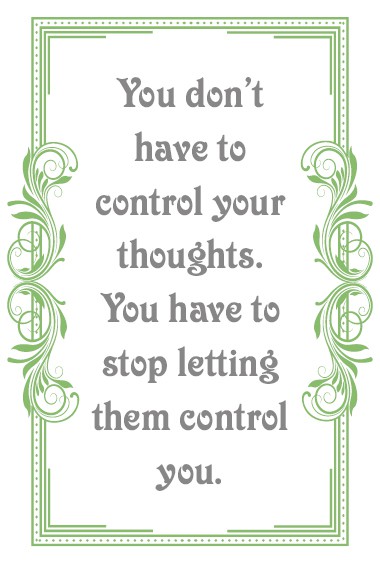 You don’t
have to
control your
thoughts.
You have to
stop letting
them control
you.